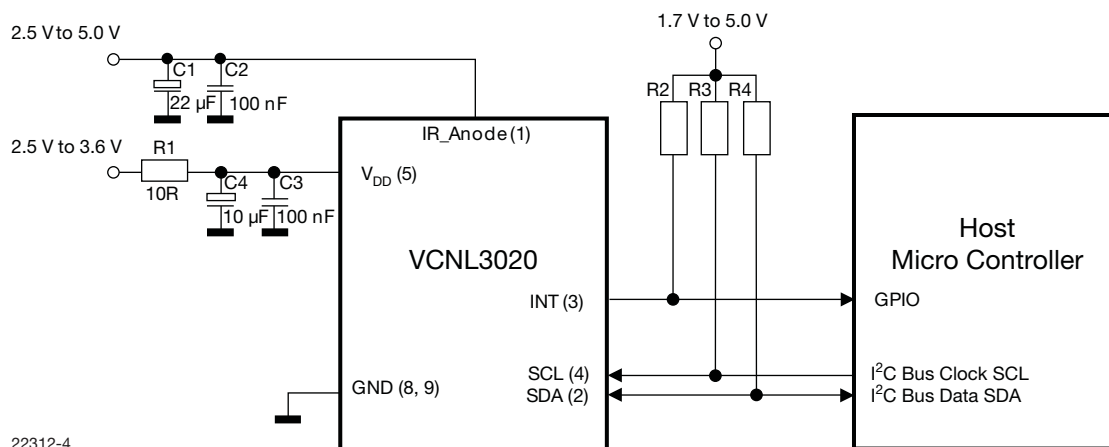 1.7 V to 5.0 V
2.5 V to 5.0 V
C1
C2
22 µF
100 nF
R2
R3
R4
IR_Anode (1)
2.5 V to 3.6 V
R1
10R
C4
C3
10 µF
100 nF
VDD (5)
VCNL3020
Host
Micro Controller
INT (3)
GPIO
SCL (4)
I²C Bus Clock SCL
GND (8, 9)
SDA (2)
I²C Bus Data SDA
22312-4